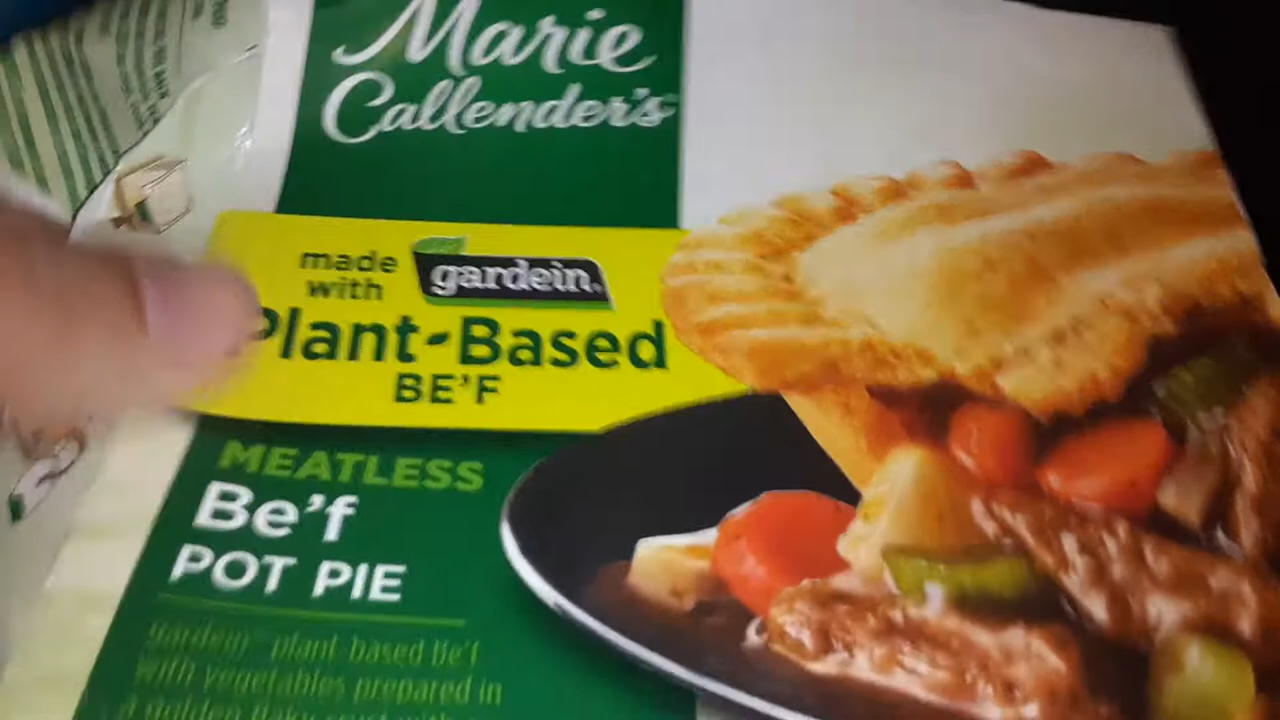 Marie
Callender's
made
with
gardein
Plant-Based
BE'F
MEATLESS
Be'f
POT PIE
gardein™ plant-based be'f
with vegetables prepared in
a golden flaky crust with